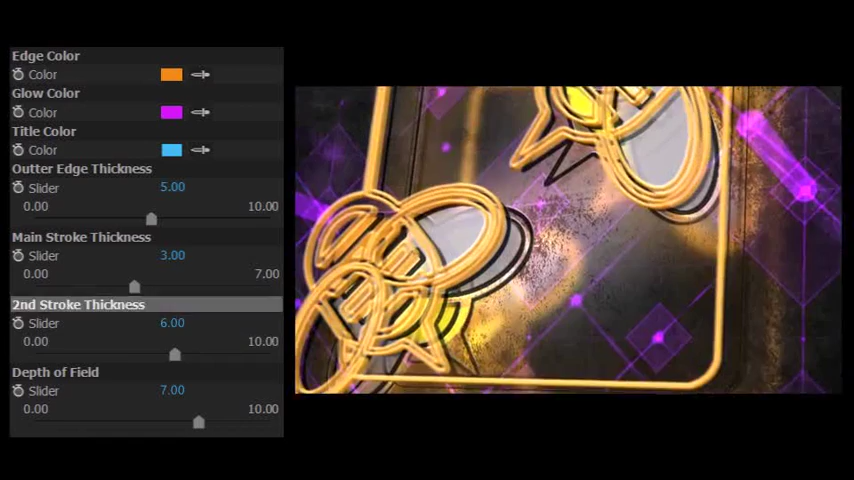 Edge Color
Color
Glow Color
Color
Title Color
Color
Outter Edge Thickness
Slider 5.00
0.00 10.00
Main Stroke Thickness
Slider 3.00
0.00 7.00
2nd Stroke Thickness
Slider 6.00
0.00 10.00
Depth of Field
Slider 7.00
0.00 10.00